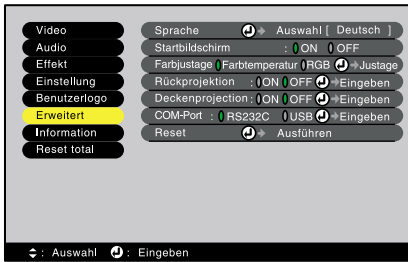 Video
Audio
Effekt
Einstellung
Benutzerlogo
Erweitert
Information
Reset total
Sprache Auswahl [ Deutsch ]
Startbildschirm : ON OFF
Farbjustage Farbtemperatur RGB Justage
Rückprojektion : ON OFF Eingeben
Deckenprojection : ON OFF Eingeben
COM-Port : RS232C USB Eingeben
Reset Ausführen
: Auswahl : Eingeben